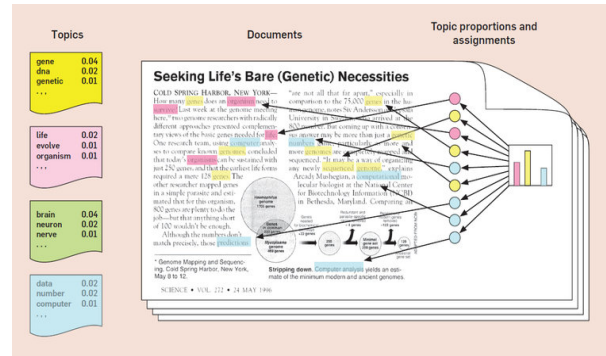 Topics
gene 0.04
dna 0.02
genetic 0.01
. . .
life 0.02
evolve 0.01
organism 0.01
. . .
brain 0.04
neuron 0.02
nerve 0.01
. . .
data 0.02
number 0.02
computer 0.01
. . .
Documents
Seeking Life's Bare (Genetic) Necessities
COLD SPRING HARBOR, NEW YORK—
How many genes does an organism need to
survive? Last week at the genome meeting
here,* two genome researchers with radically
different approaches presented complemen-
tary views of the basic genes needed for life.
One research team, using computer analy-
ses to compare known genomes, concluded
that today's organisms can be sustained with
just 250 genes, and that the earliest life forms
required a mere 128 genes. The
other researcher mapped genes
in a simple parasite and esti-
mated that for this organism,
800 genes are plenty to do the
job—but that anything short
of 100 wouldn't be enough.
Although the numbers don't
match precisely, those predictions
* Genome Mapping and Sequenc-
ing, Cold Spring Harbor, New York,
May 8 to 12.
"are not all that far apart," especially in
comparison to the 75,000 genes in the hu-
man genome, notes Siv Andersson
University in arrived at the
800 number. But coming up with a
sus answer may be more than just a genetic
numbers game, particularly more and
more genomes are completely mapped and
sequenced. "It may be a way of organizing
any newly sequenced genome," explains
Arcady Mushegian, a computational mo-
lecular biologist at the National Center
for Biotechnology Information (NCBI)
in Bethesda, Maryland. Comparing an
Stripping down. Computer analysis yields an esti-
mate of the minimum modern and ancient genomes.
SCIENCE • VOL. 272 • 24 MAY 1996
Topic proportions and
assignments